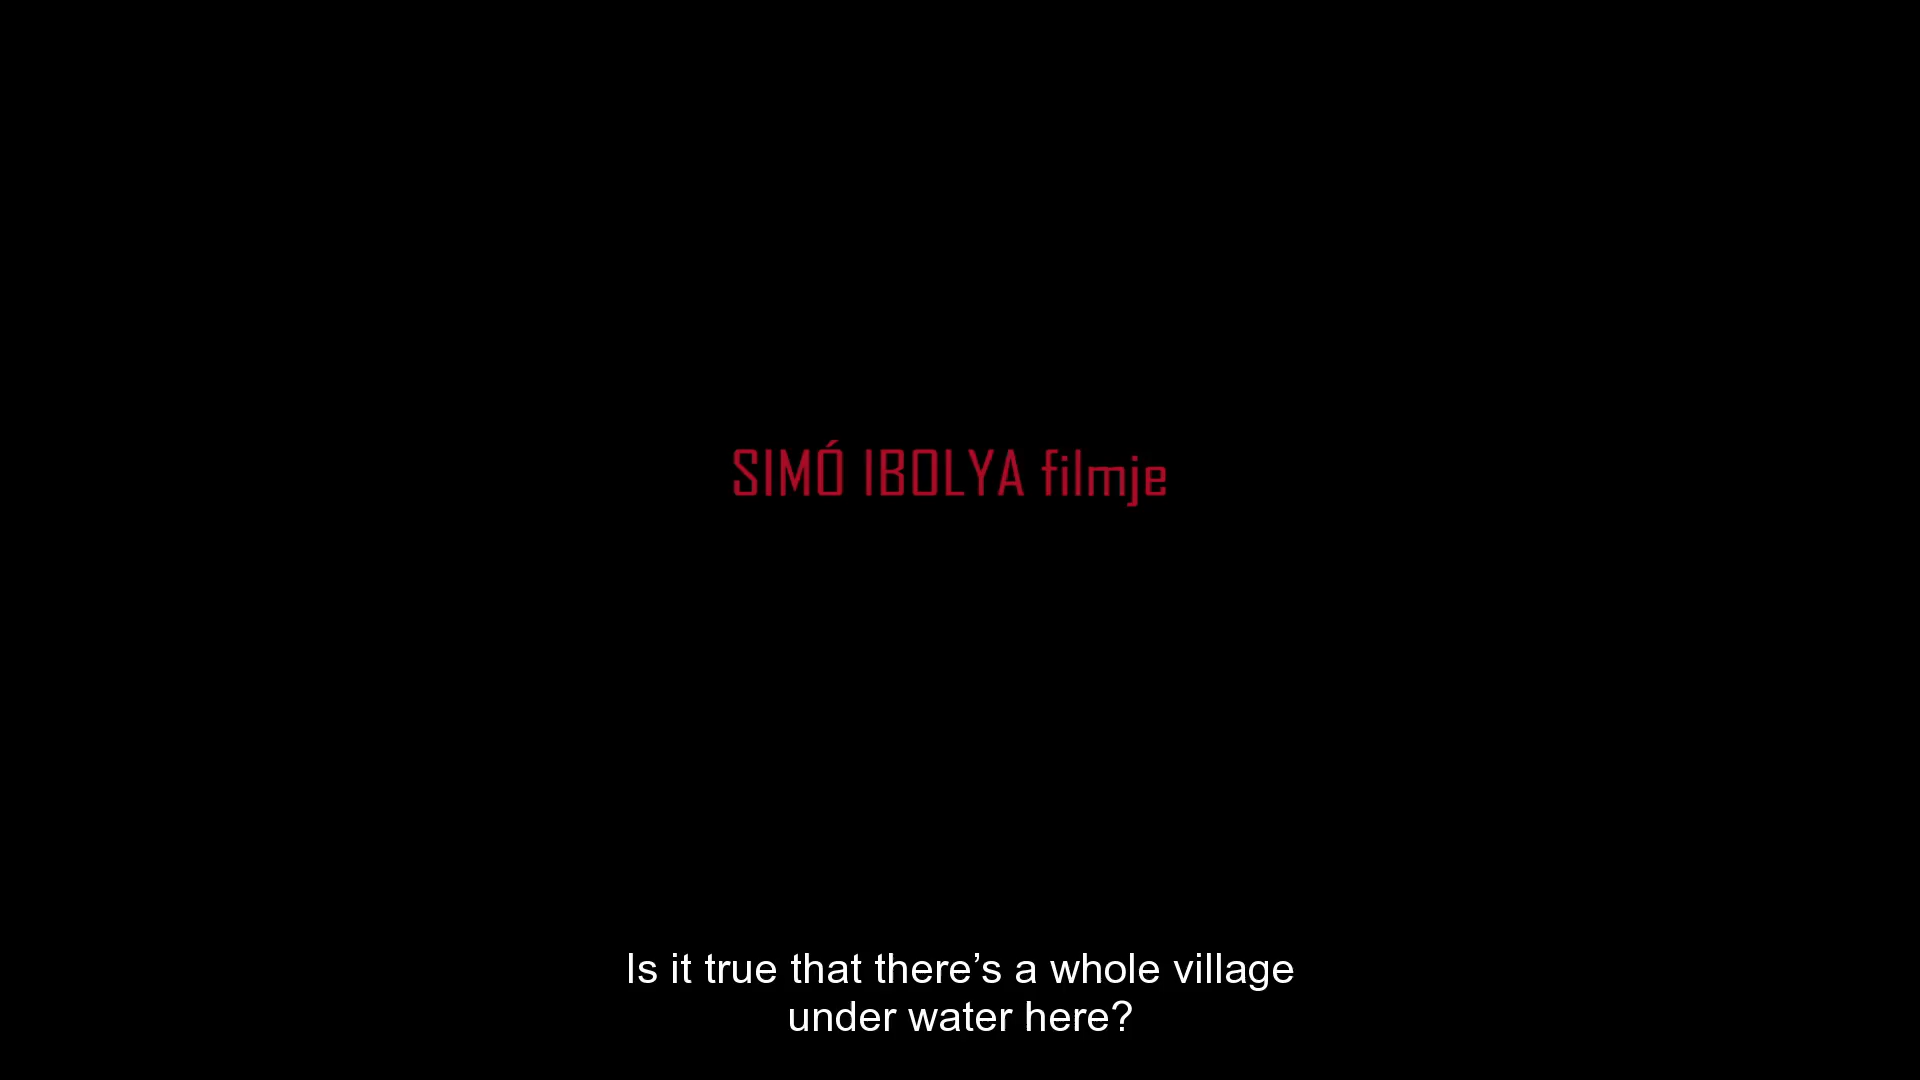 SIMÓ IBOLYA filmje
Is it true that there’s a whole village
under water here?